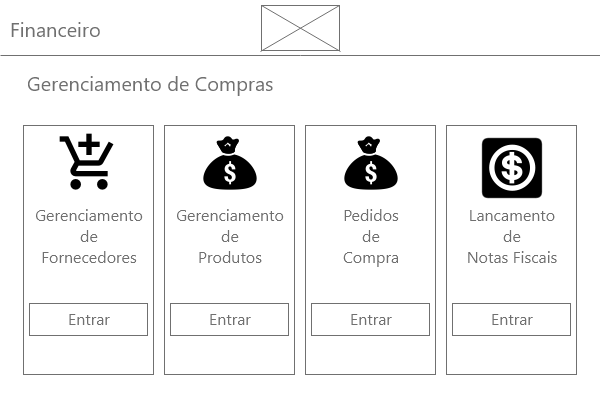 Financeiro
Gerenciamento de Compras
Gerenciamento
de
Fornecedores
Entrar
Gerenciamento
de
Produtos
Entrar
Pedidos
de
Compra
Entrar
Lancamento
de
Notas Fiscais
Entrar